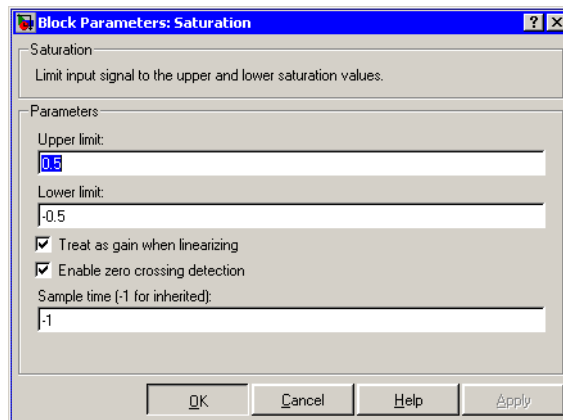 Block Parameters: Saturation
Saturation
Limit input signal to the upper and lower saturation values.
Parameters
Upper limit:
0.5
Lower limit:
-0.5
Treat as gain when linearizing
Enable zero crossing detection
Sample time (-1 for inherited):
-1
OK Cancel Help Apply